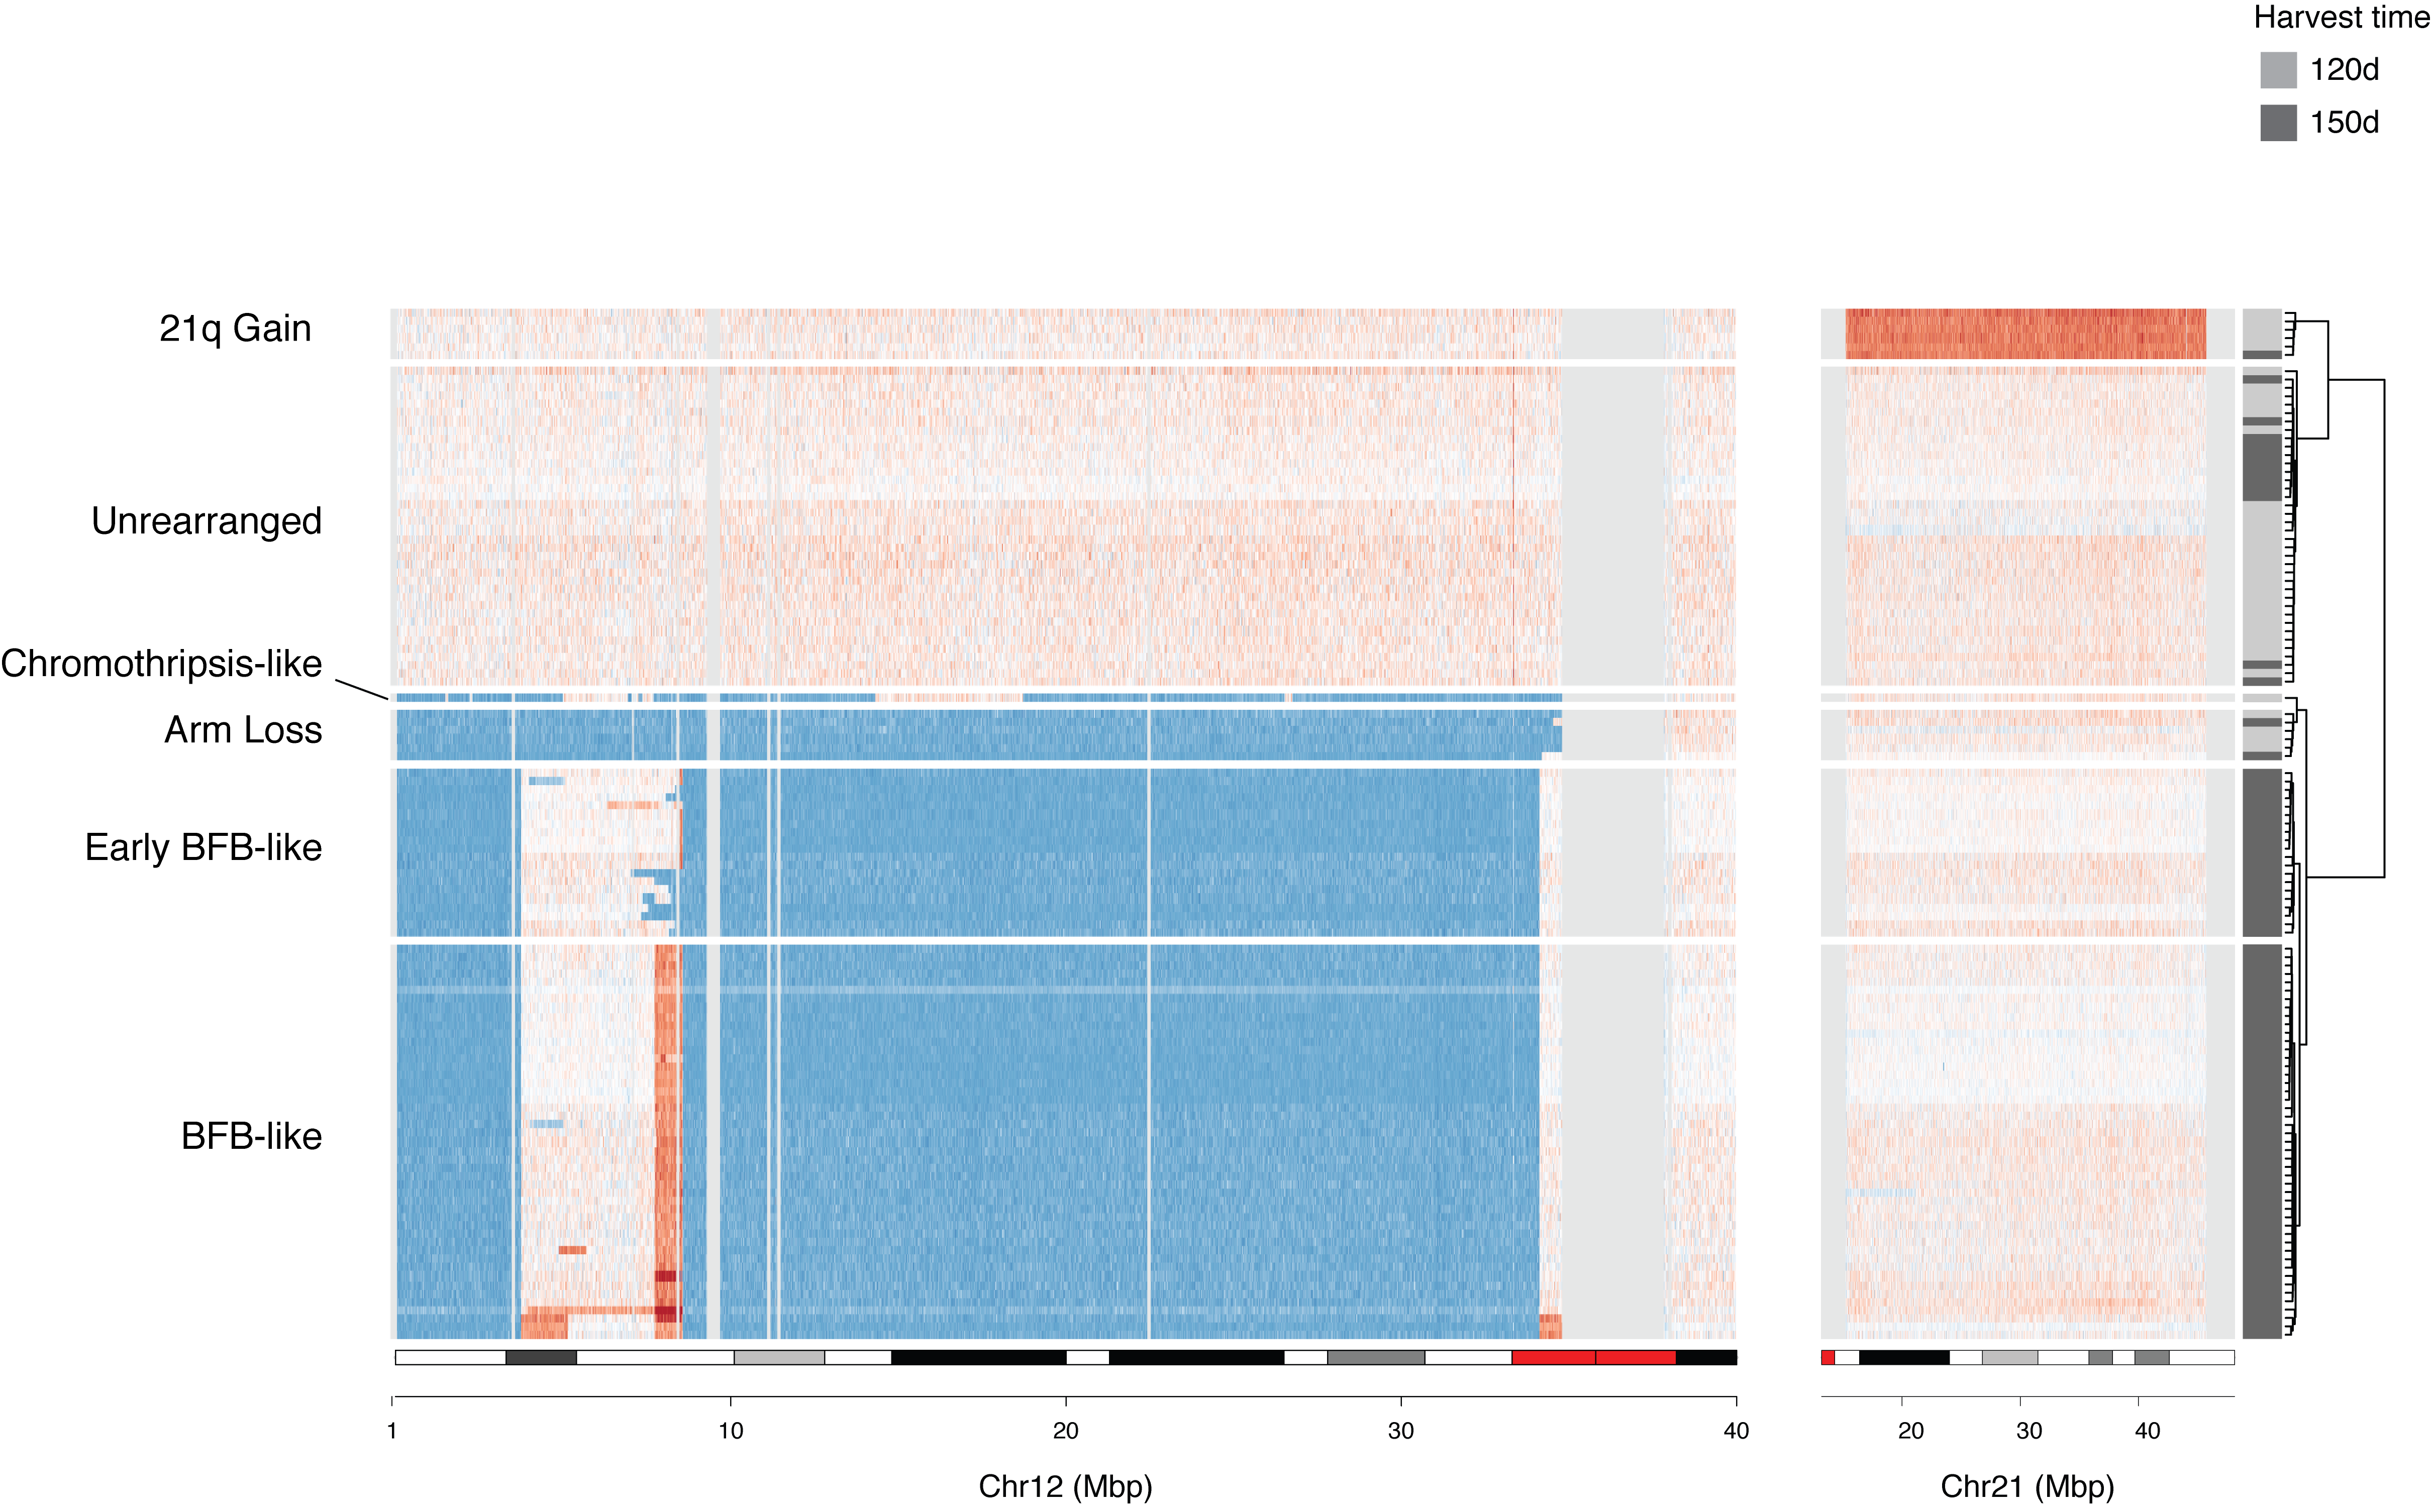 Harvest time
120d
150d
21q Gain
Unrearranged
Chromothripsis-like
Arm Loss
Early BFB-like
BFB-like
1 10 20 30 40 20 30 40
Chr12 (Mbp) Chr21 (Mbp)